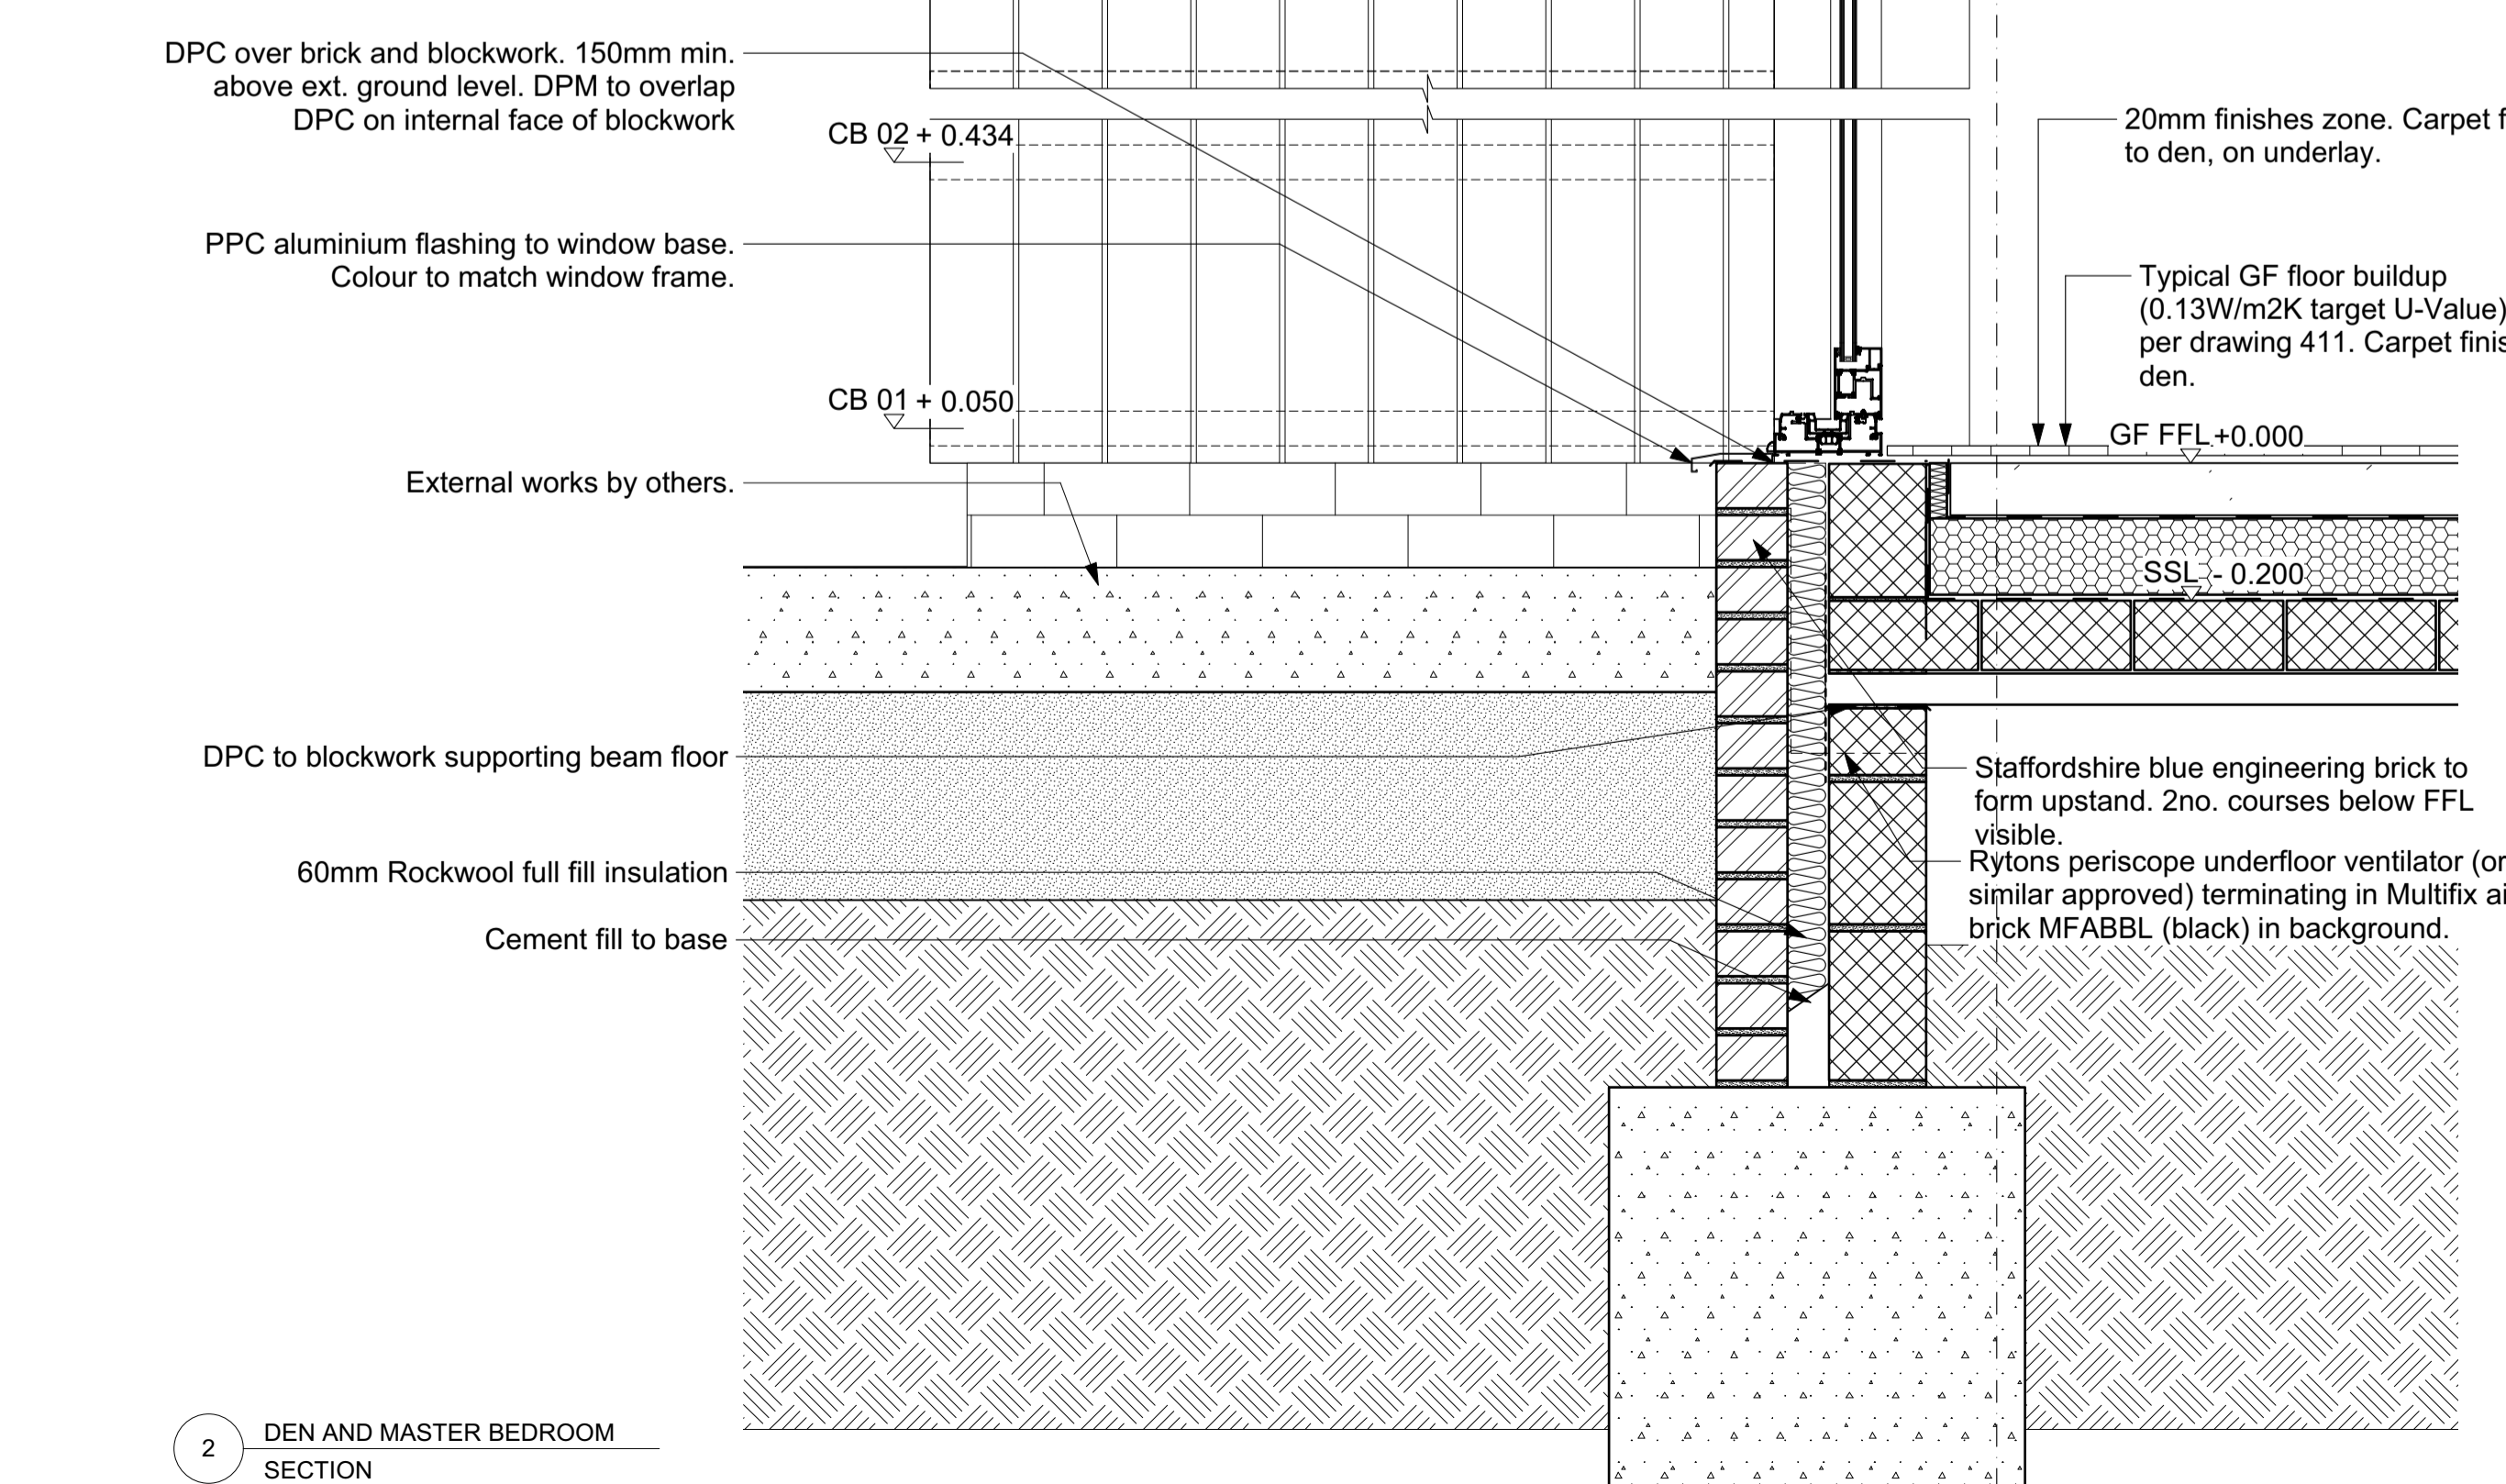 DPC over brick and blockwork. 150mm min.
above ext. ground level. DPM to overlap
DPC on internal face of blockwork
CB 02 + 0.434
20mm finishes zone. Carpet
to den, on underlay.
PPC aluminium flashing to window base.
Colour to match window frame.
Typical GF floor buildup
(0.13W/m2K target U-Value)
per drawing 411. Carpet
den.
CB 01 + 0.050
GF FFL +0.000
External works by others.
SSL - 0.200
DPC to blockwork supporting beam floor
Staffordshire blue engineering brick to
form upstand. 2no. courses below FFL
visible.
60mm Rockwool full fill insulation
Rytons periscope underfloor ventilator (or
similar approved) terminating in Multifix
brick MFABBL (black) in background.
Cement fill to base
2
DEN AND MASTER BEDROOM
SECTION